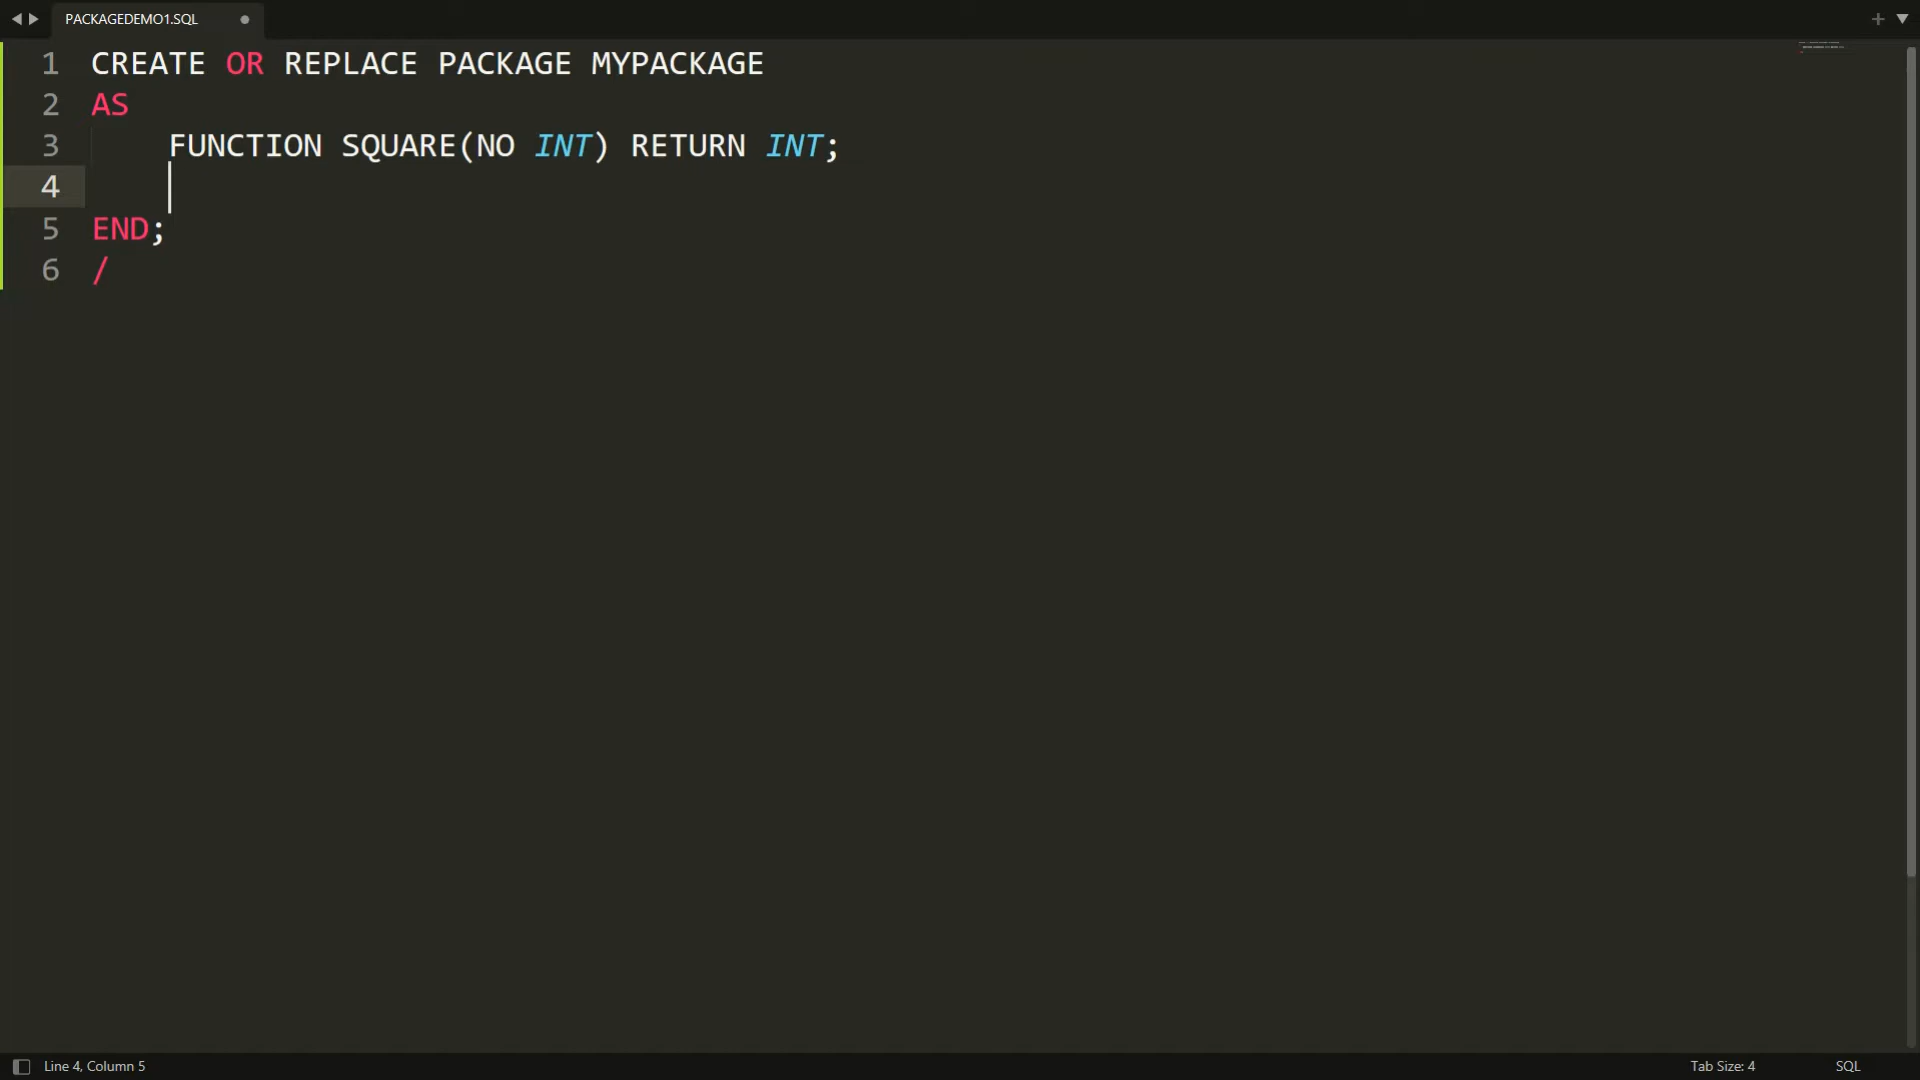 PACKAGEDEMO1.SQL
1 CREATE OR REPLACE PACKAGE MYPACKAGE
2 AS
3 FUNCTION SQUARE(NO INT) RETURN INT;
4
5 END;
6 /
Line 4, Column 5 Tab Size: 4 SQL